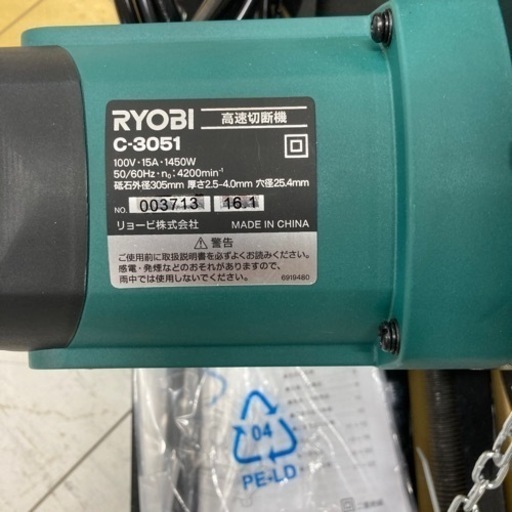 RYOBI 高速切断機
C-3051
100V・15A・1450W
50/60Hz・n₀:4200min⁻¹
砥石外径305mm 厚さ2.5-4.0mm 穴径25.4mm
NO. 003713 16.1
リョービ株式会社 MADE IN CHINA
⚠警告
ご使用前に取扱説明書を必ずよくお読みください。
感電・発煙などのおそれがありますので、
雨中では使用しないでください。
6919480
04
PE-LD